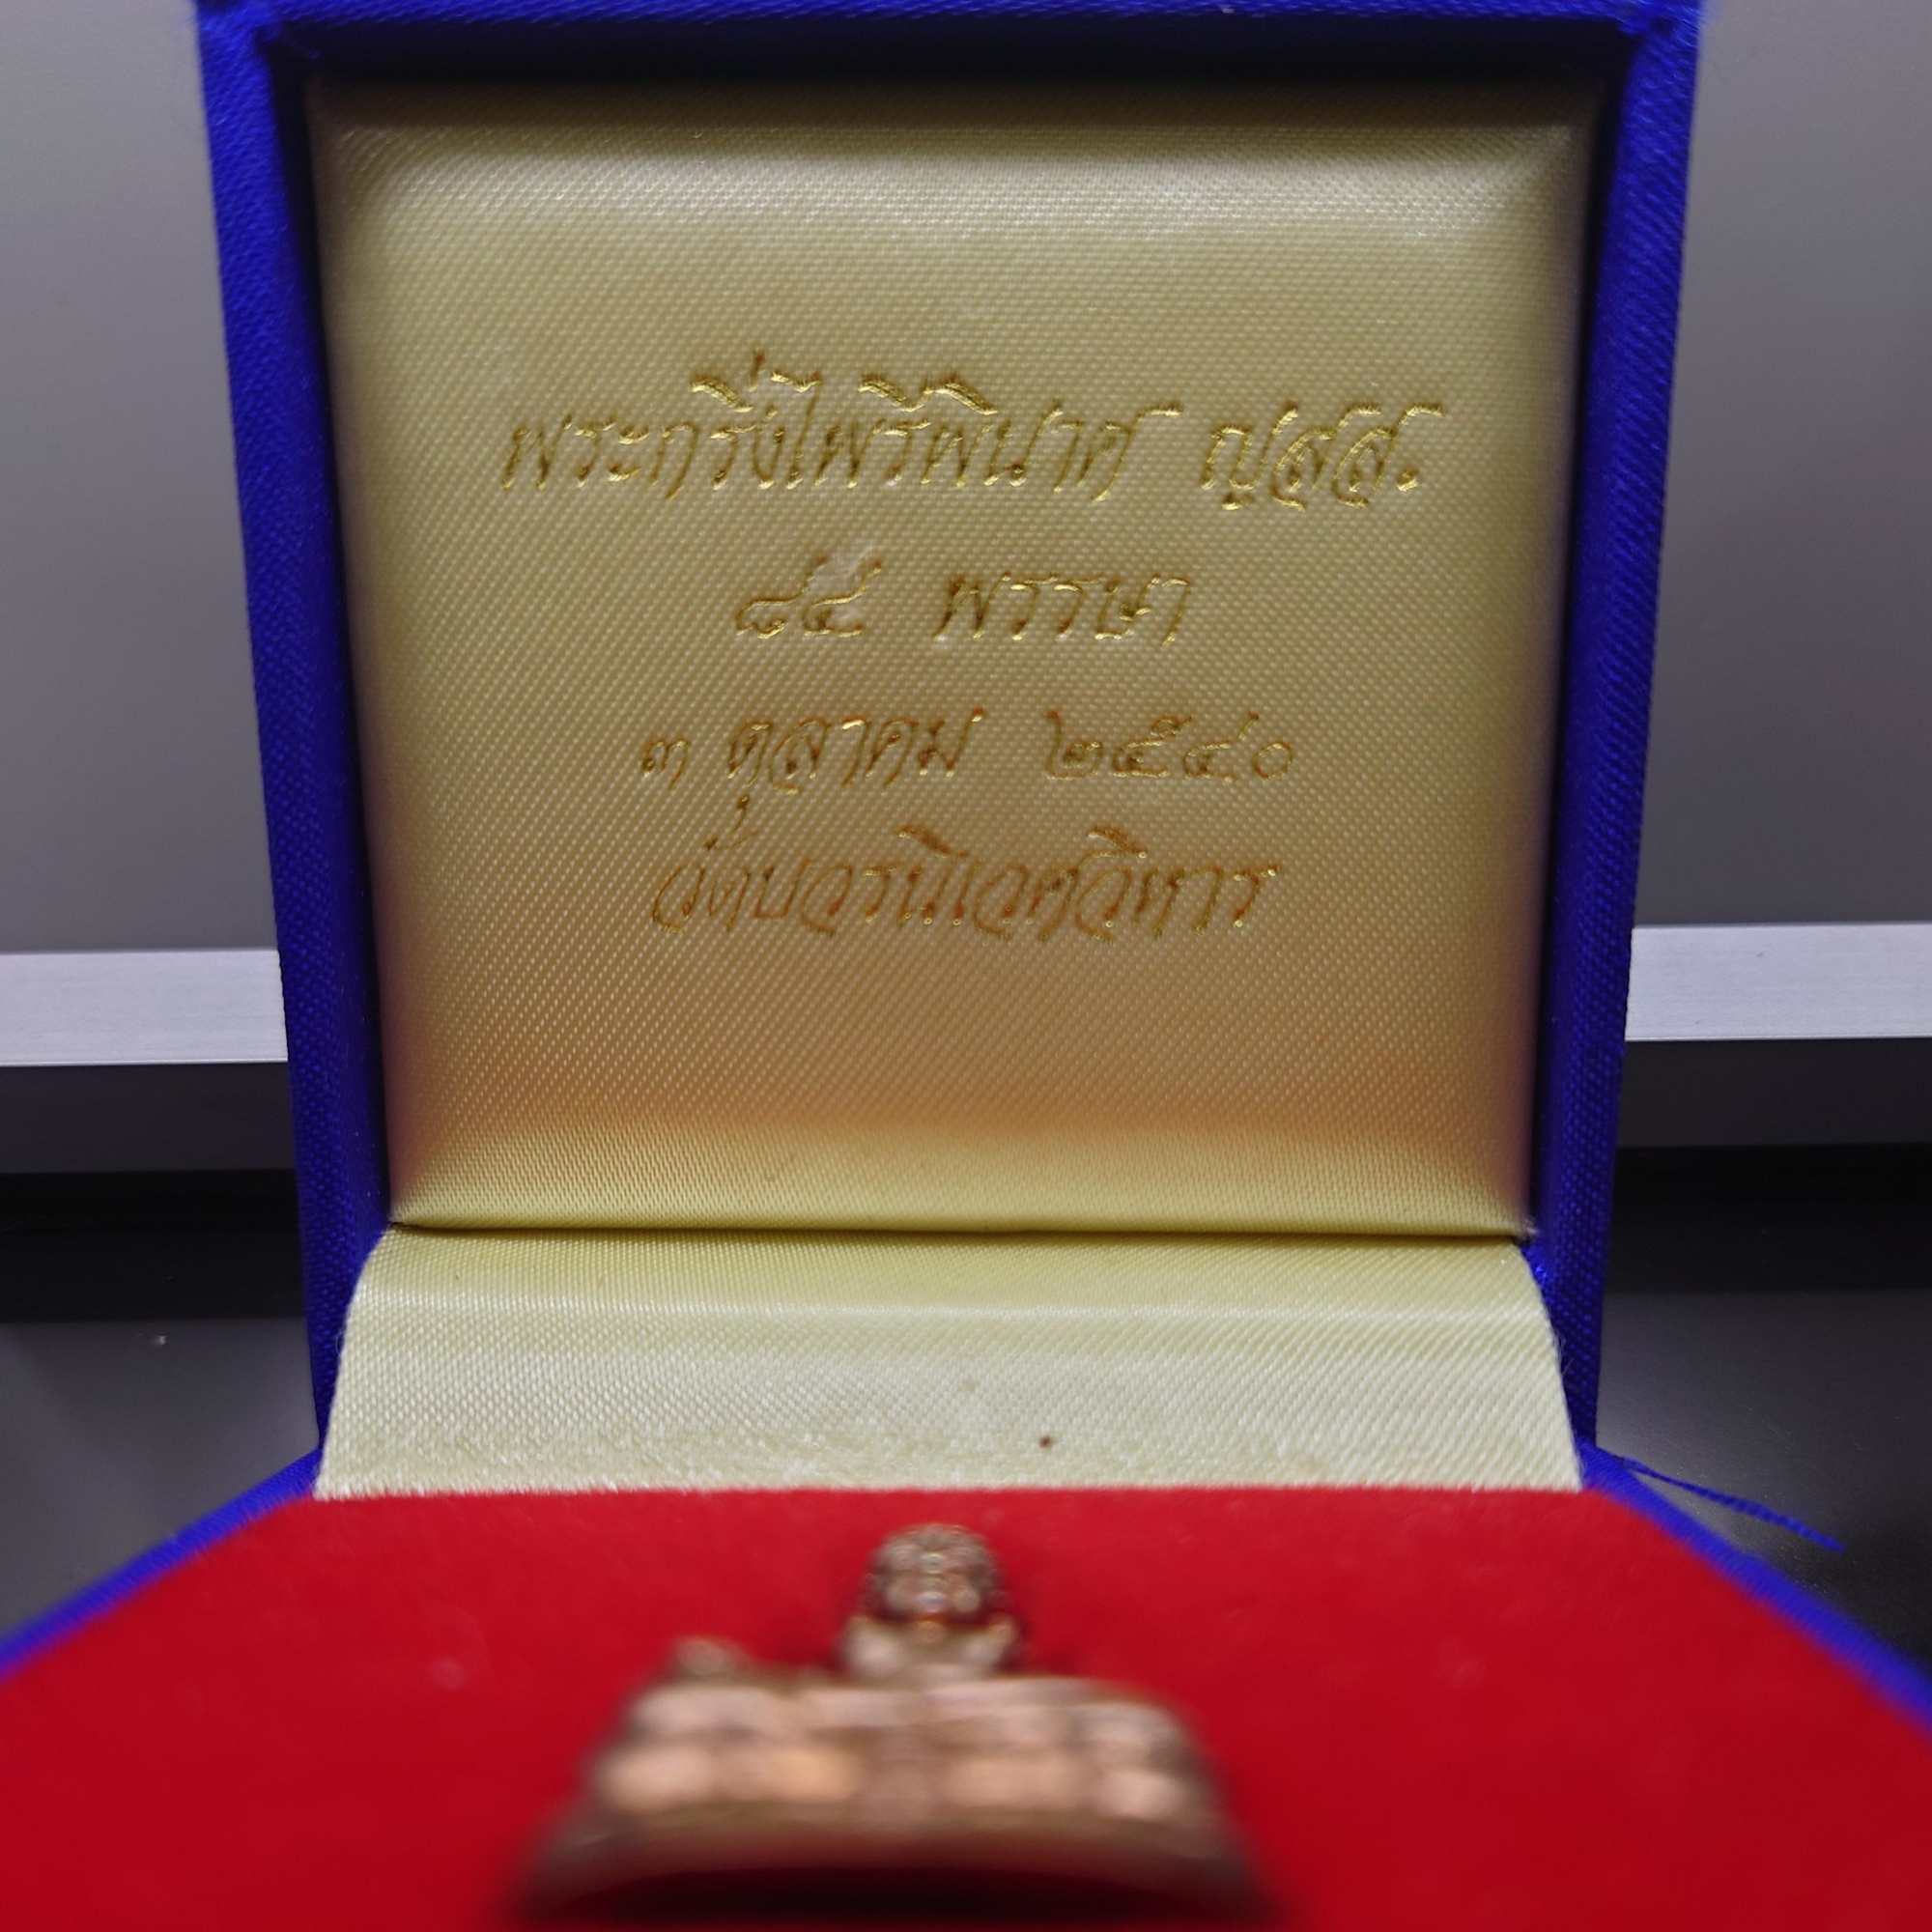 พระกริ่งไพรีพินาศ ญสส.
๘๔ พรรษา
๓ ตุลาคม ๒๕๔๐
วัดบวรนิเวศวิหาร